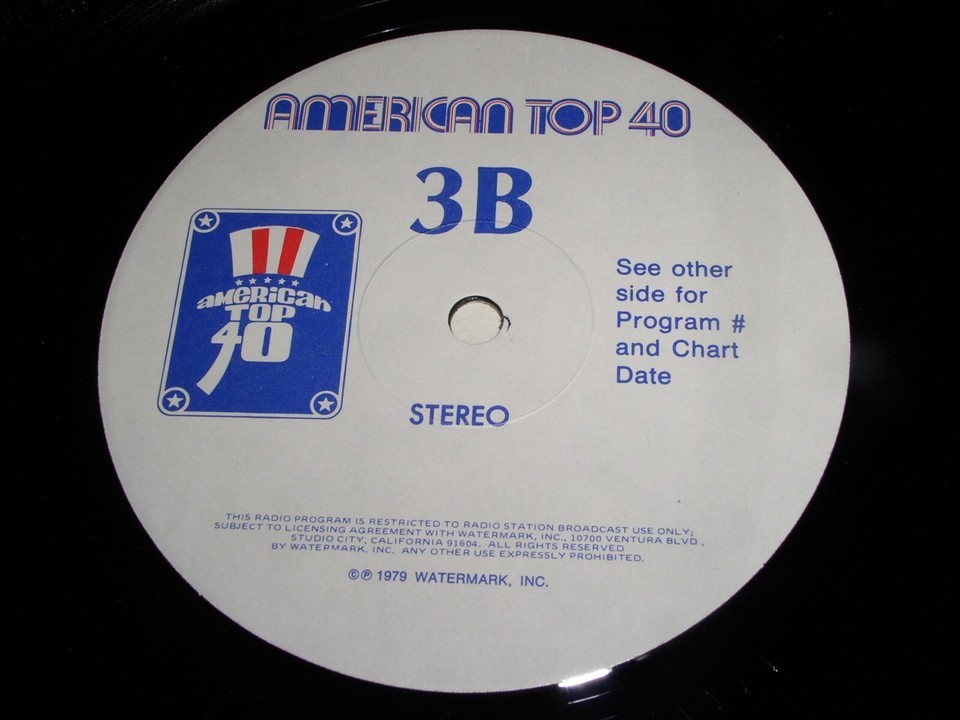 AMERICAN TOP 40
3B
american
TOP
40
See other
side for
Program #
and Chart
Date
STEREO
THIS RADIO PROGRAM IS RESTRICTED TO RADIO STATION BROADCAST USE ONLY;
SUBJECT TO LICENSING AGREEMENT WITH WATERMARK, INC., 10700 VENTURA BLVD.,
STUDIO CITY, CALIFORNIA 91604. ALL RIGHTS RESERVED
BY WATERMARK, INC. ANY OTHER USE EXPRESSLY PROHIBITED.
©℗ 1979 WATERMARK, INC.